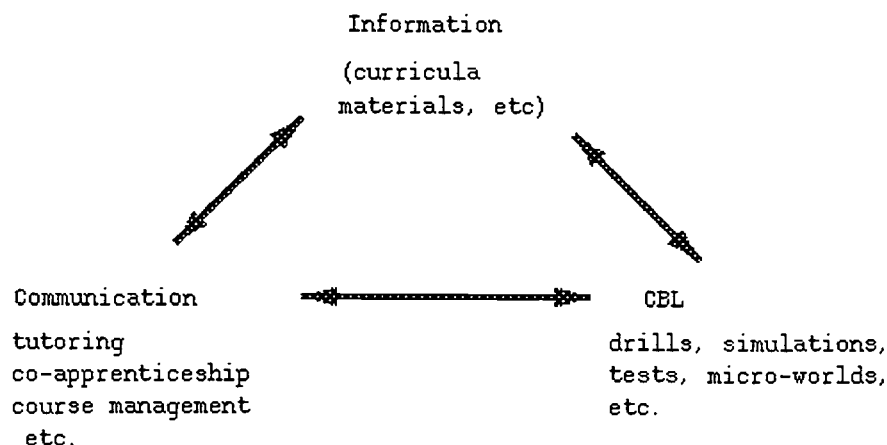 Information
(curricula
materials, etc)
Communication
tutoring
co-apprenticeship
course management
etc.
CBL
drills, simulations,
tests, micro-worlds,
etc.